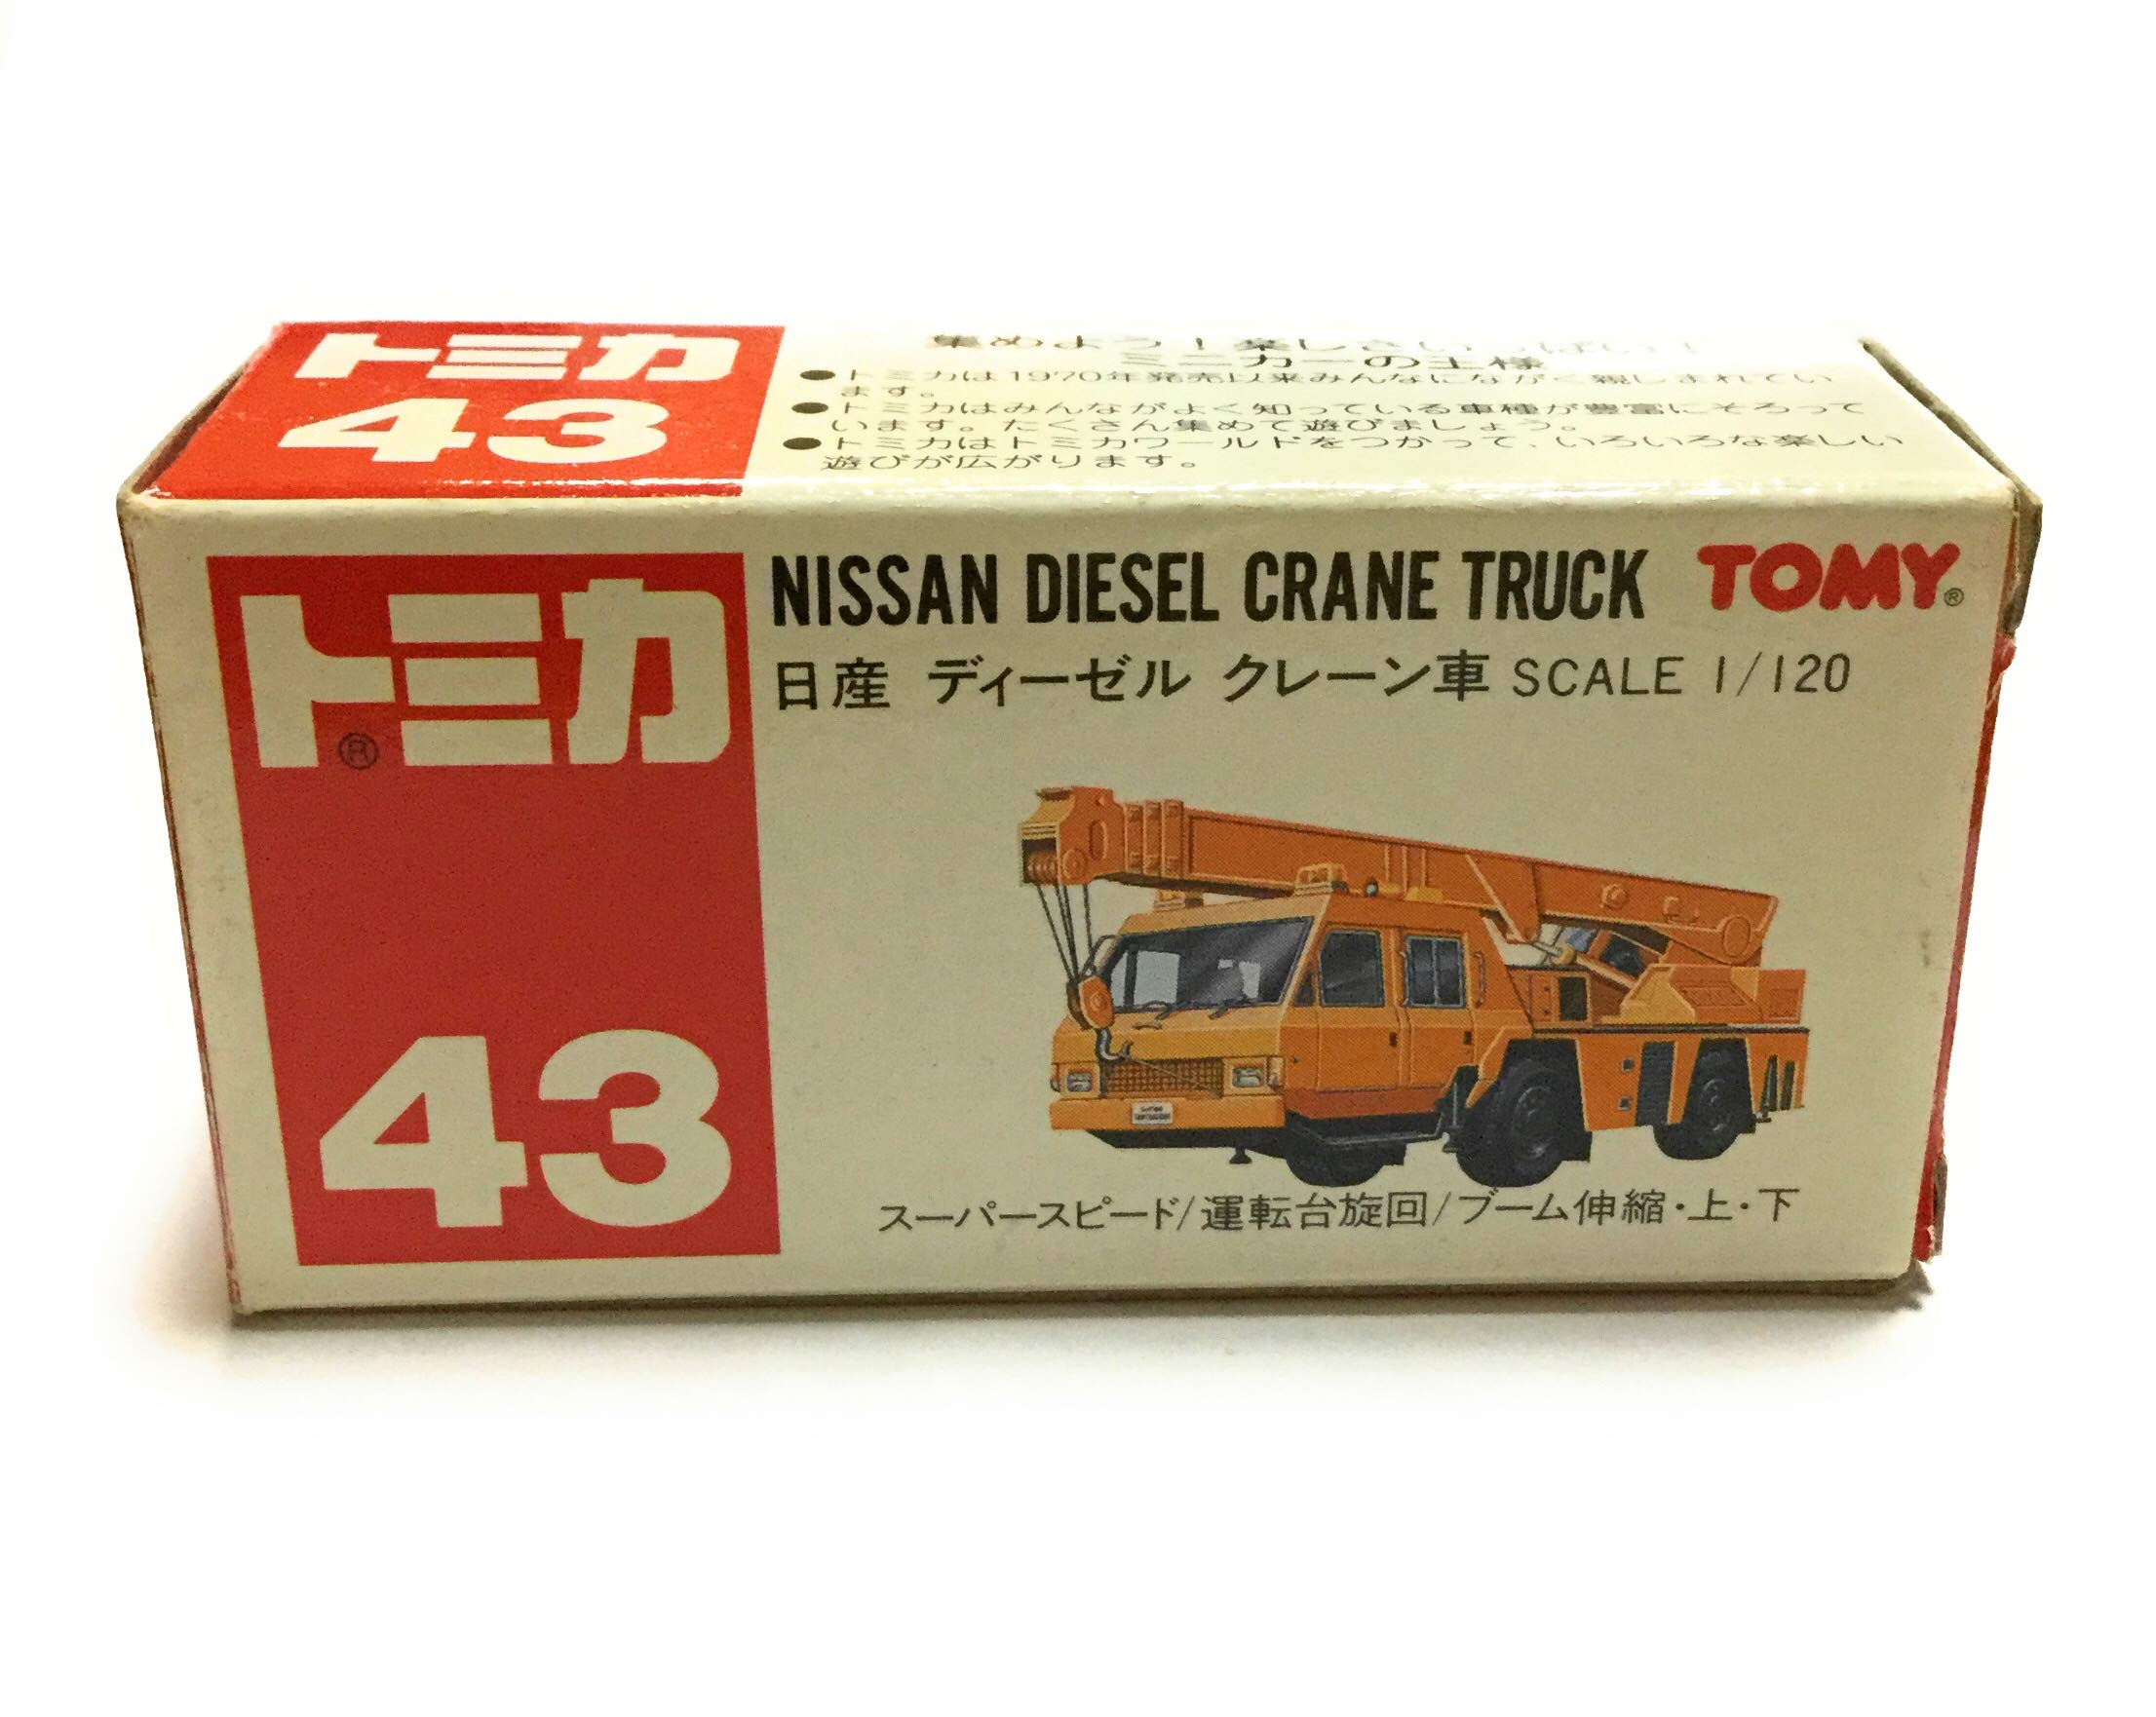 トミカ
43
集めよう！楽しさいっぱい！
ミニカーの王様
●トミカは1970年発売以来みんなにながく親しまれてい
ます。
●トミカはみんながよく知っている車種が豊富にそろって
います。たくさん集めて遊びましょう。
●トミカはトミカワールドをつかって、いろいろな楽しい
遊びが広がります。
トミカ®
43
NISSAN DIESEL CRANE TRUCK TOMY®
日産 ディーゼル クレーン車 SCALE 1/120
スーパースピード/運転台旋回/ブーム伸縮・上・下